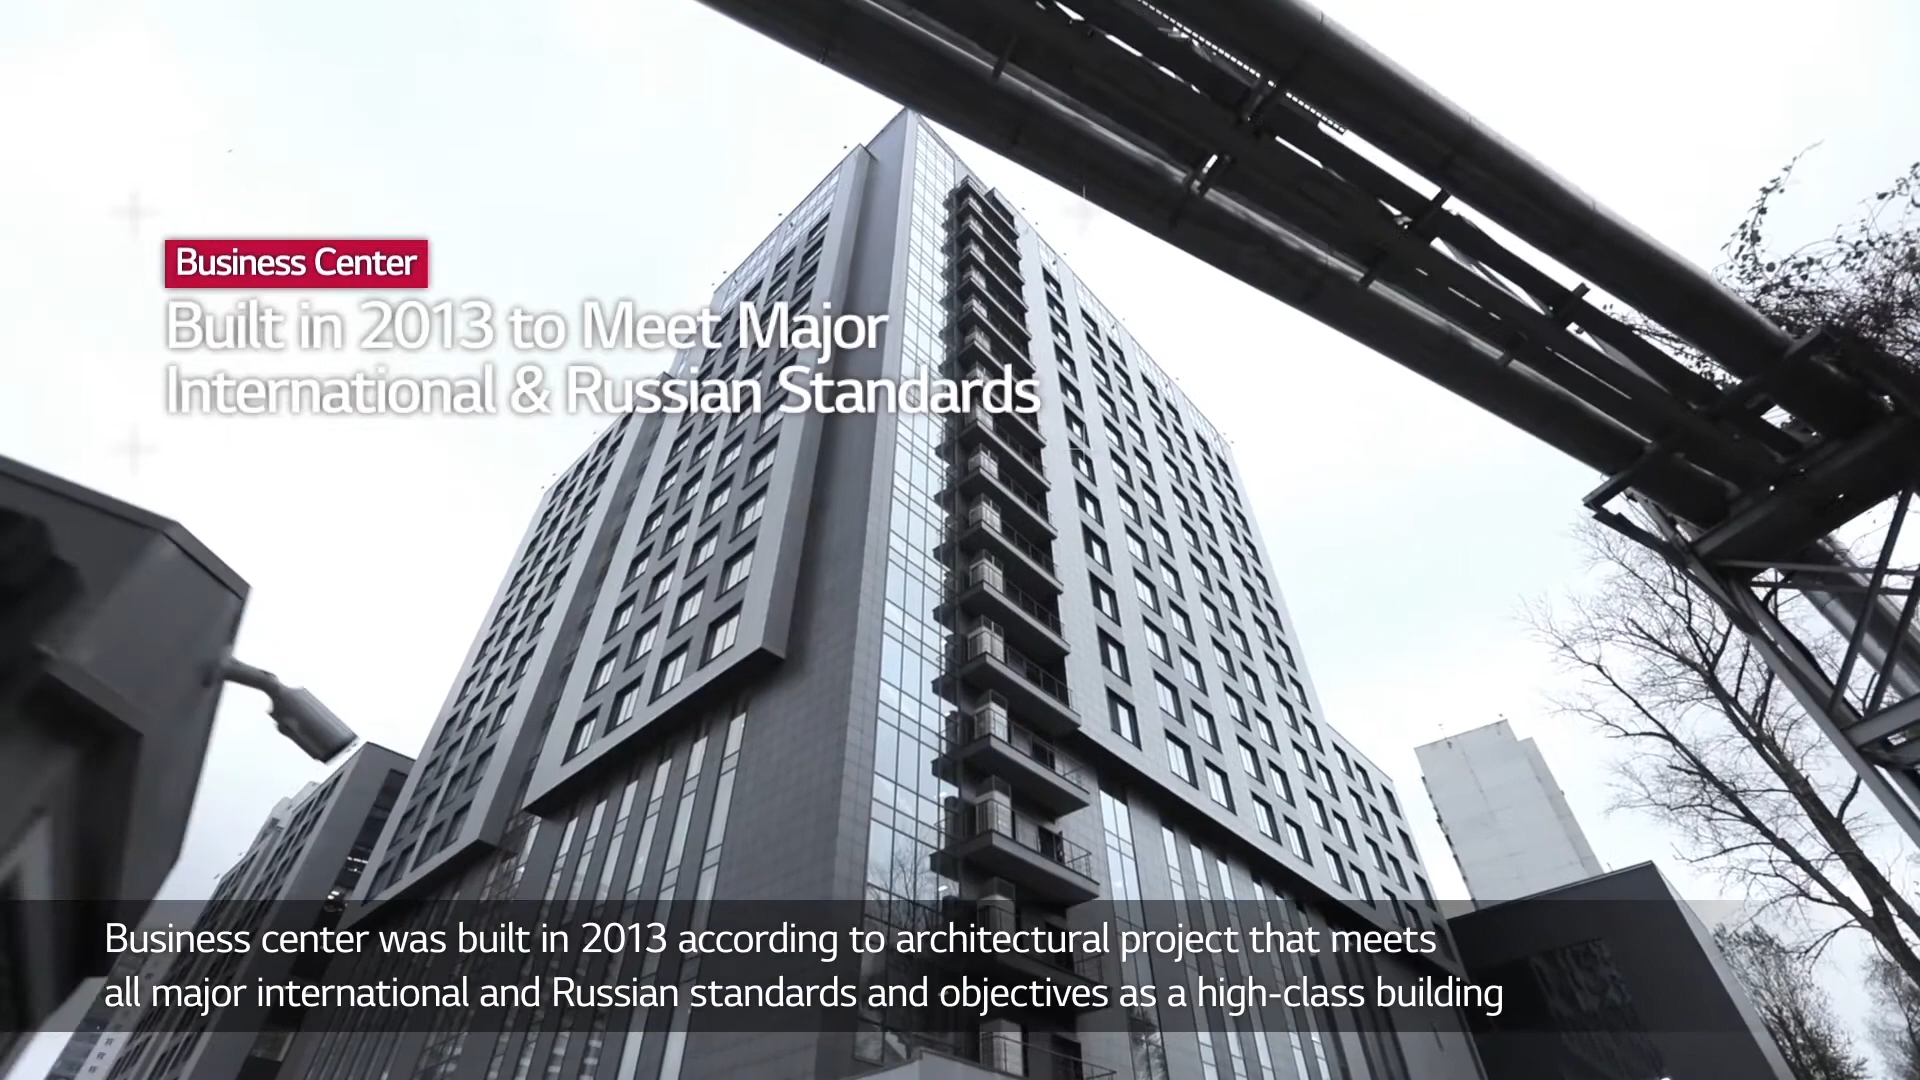 Business Center
Built in 2013 to Meet Major
International & Russian Standards
Business center was built in 2013 according to architectural project that meets
all major international and Russian standards and objectives as a high-class building